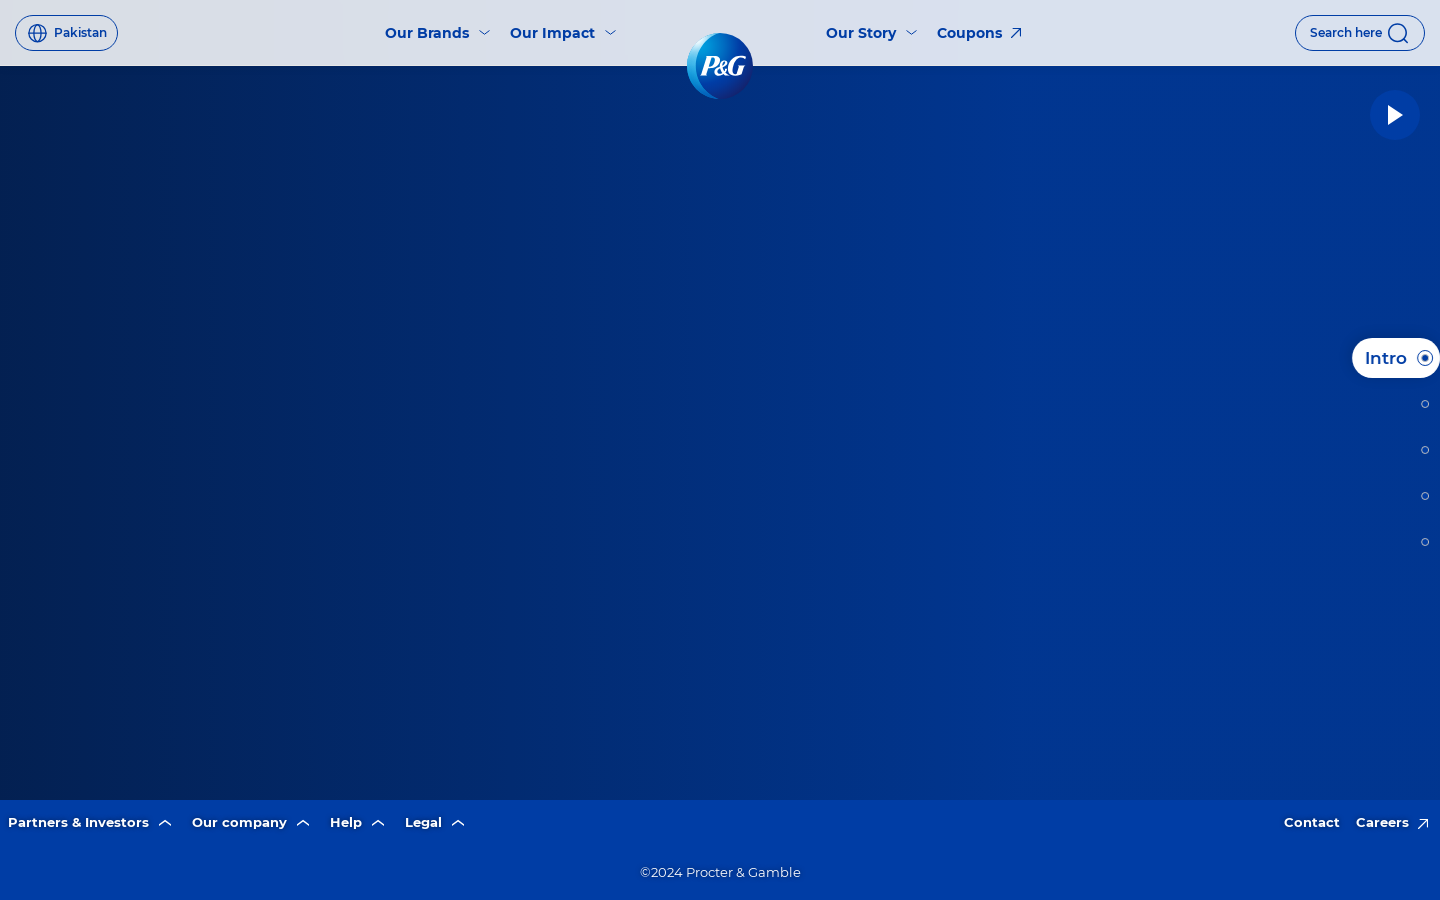 Pakistan
Our Brands
Our Impact
P&G
Our Story
Coupons
Search here
Intro
Partners & Investors
Our company
Help
Legal
Contact
Careers
©2024 Procter & Gamble